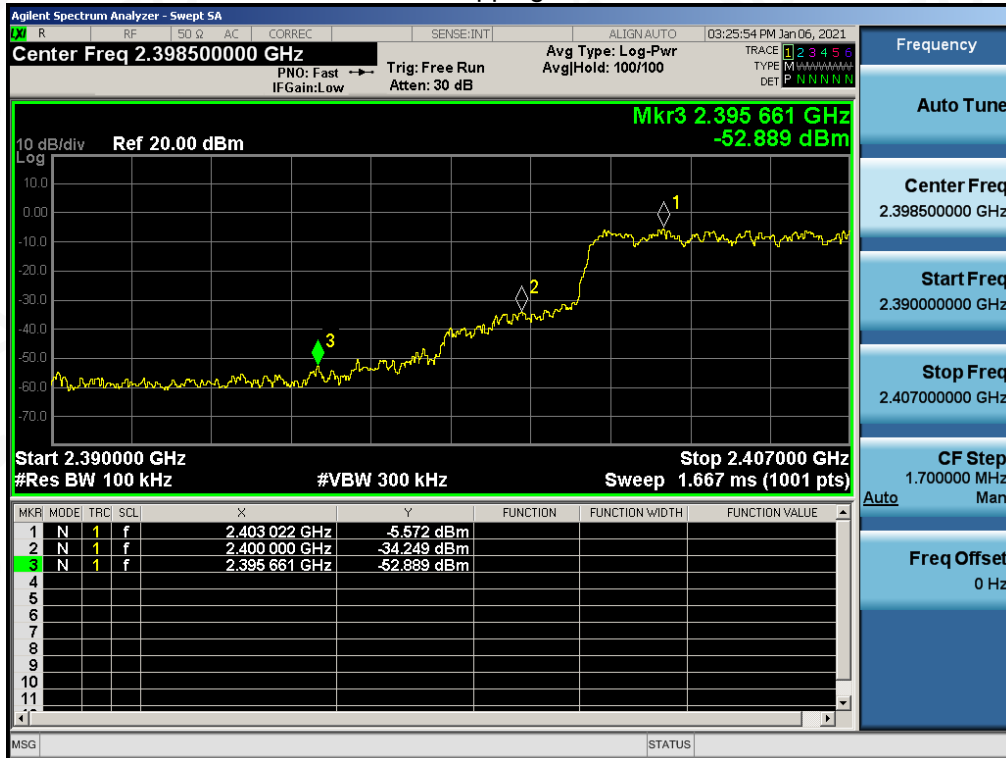 Agilent Spectrum Analyzer - Swept SA
LXI R RF 50 Ω AC CORREC SENSE:INT ALIGN AUTO 03:25:54 PM Jan 06, 2021
Center Freq 2.398500000 GHz
PNO: Fast
IFGain:Low
Trig: Free Run
Atten: 30 dB
Avg Type: Log-Pwr
Avg|Hold: 100/100
TRACE 1 2 3 4 5 6
TYPE M
DET P N N N N N
Mkr3 2.395 661 GHz
-52.889 dBm
10 dB/div Ref 20.00 dBm
Log
10.0
0.00
-10.0
-20.0
-30.0
-40.0
-50.0
-60.0
-70.0
1
2
3
Start 2.390000 GHz Stop 2.407000 GHz
#Res BW 100 kHz #VBW 300 kHz Sweep 1.667 ms (1001 pts)
MKR MODE TRC SCL X Y FUNCTION FUNCTION WIDTH FUNCTION VALUE
1 N 1 f 2.403 022 GHz -5.572 dBm
2 N 1 f 2.400 000 GHz -34.249 dBm
3 N 1 f 2.395 661 GHz -52.889 dBm
4
5
6
7
8
9
10
11
MSG STATUS
Frequency
Auto Tune
Center Freq
2.398500000 GHz
Start Freq
2.390000000 GHz
Stop Freq
2.407000000 GHz
CF Step
1.700000 MHz
Auto Man
Freq Offset
0 Hz